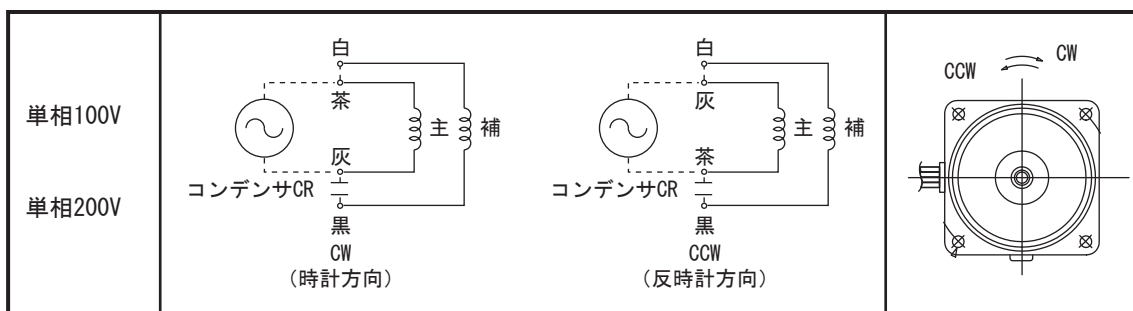 単相100V
単相200V
白
茶
主
補
灰
コンデンサCR
黒
CW
(時計方向)
白
灰
主
補
茶
コンデンサCR
黒
CCW
(反時計方向)
CCW
CW